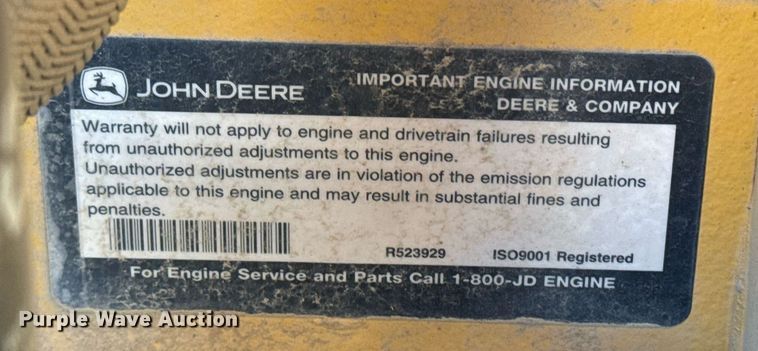 JOHN DEERE
IMPORTANT ENGINE INFORMATION
DEERE & COMPANY
Warranty will not apply to engine and drivetrain failures resulting
from unauthorized adjustments to this engine.
Unauthorized adjustments are in violation of the emission regulations
applicable to this engine and may result in substantial fines and
penalties.
R523929 ISO9001 Registered
For Engine Service and Parts Call 1-800-JD ENGINE
Purple Wave Auction